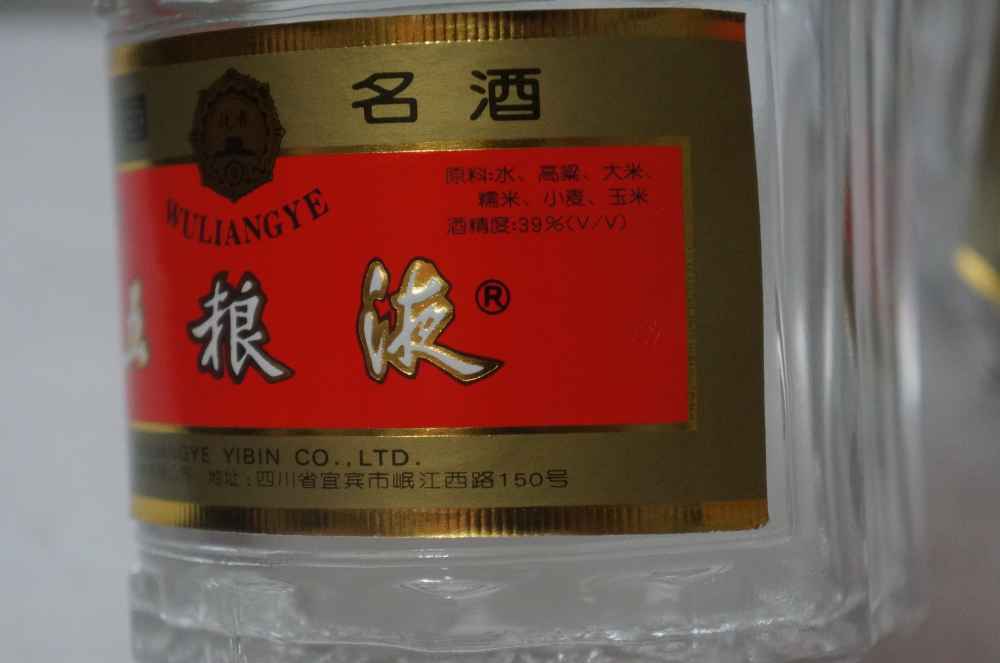 名酒
WULIANGYE
原料:水、高粱、大米、
糯米、小麦、玉米
酒精度:39%(V/V)
五粮液®
GYE YIBIN CO.,LTD.
地址:四川省宜宾市岷江西路150号